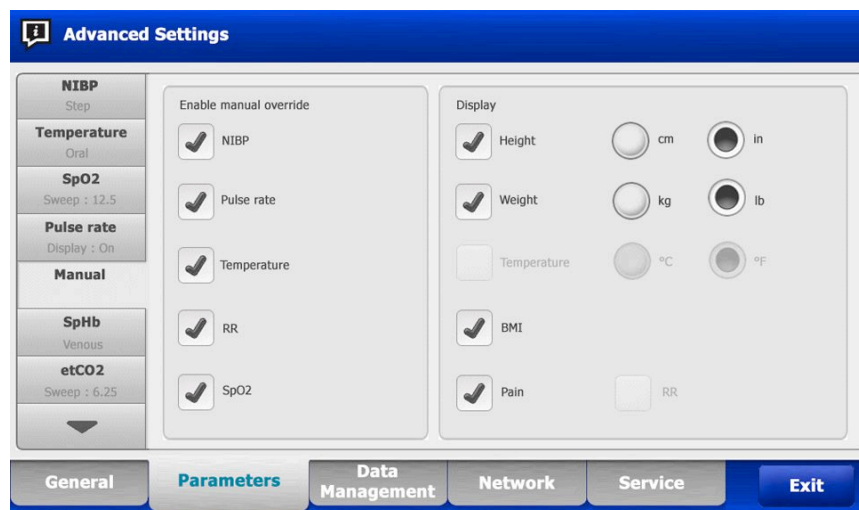 Advanced Settings
NIBP
Step
Temperature
Oral
SpO2
Sweep : 12.5
Pulse rate
Display : On
Manual
SpHb
Venous
etCO2
Sweep : 6.25
Enable manual override
NIBP
Pulse rate
Temperature
RR
SpO2
Display
Height cm in
Weight kg lb
Temperature °C °F
BMI
Pain RR
General
Parameters
Data
Management
Network
Service
Exit